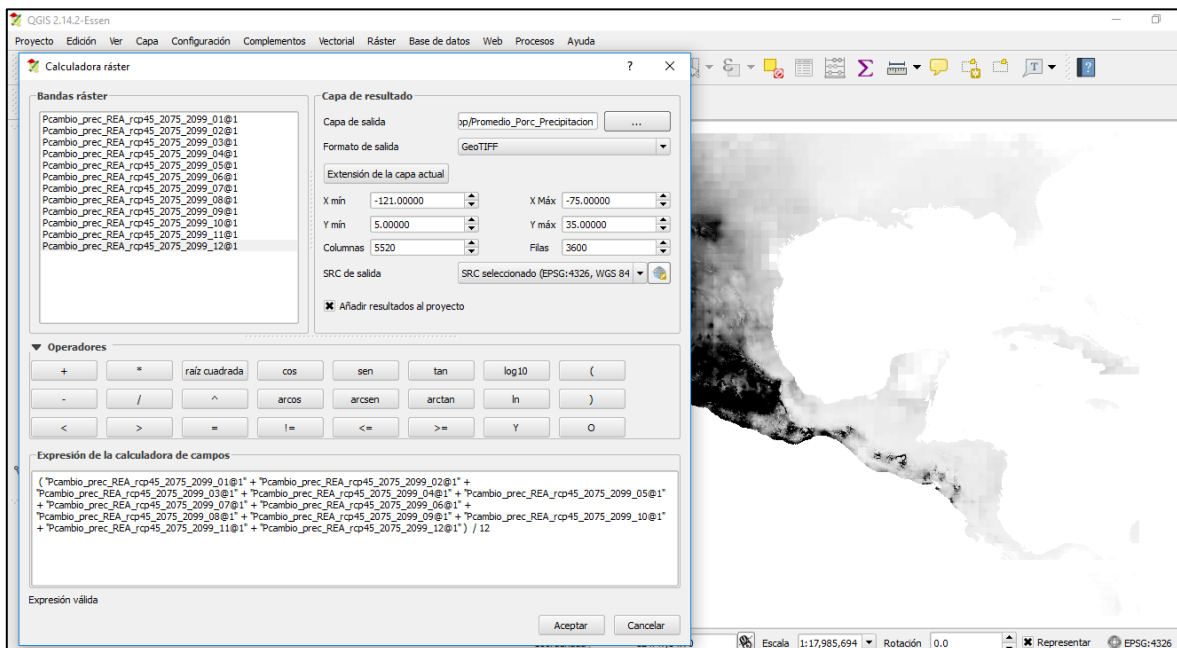 QGIS 2.14.2-Essen
Proyecto Edición Ver Capa Configuración Complementos Vectorial Ráster Base de datos Web Procesos Ayuda
Calculadora ráster
Bandas ráster
Pcambio_prec_REA_rcp45_2075_2099_01@1
Pcambio_prec_REA_rcp45_2075_2099_02@1
Pcambio_prec_REA_rcp45_2075_2099_03@1
Pcambio_prec_REA_rcp45_2075_2099_04@1
Pcambio_prec_REA_rcp45_2075_2099_05@1
Pcambio_prec_REA_rcp45_2075_2099_06@1
Pcambio_prec_REA_rcp45_2075_2099_07@1
Pcambio_prec_REA_rcp45_2075_2099_08@1
Pcambio_prec_REA_rcp45_2075_2099_09@1
Pcambio_prec_REA_rcp45_2075_2099_10@1
Pcambio_prec_REA_rcp45_2075_2099_11@1
Pcambio_prec_REA_rcp45_2075_2099_12@1
Capa de resultado
Capa de salida pp/Promedio_Porc_Precipitacion ...
Formato de salida GeoTIFF
Extensión de la capa actual
X mín -121.00000 X Máx -75.00000
Y mín 5.00000 Y máx 35.00000
Columnas 5520 Filas 3600
SRC de salida SRC seleccionado (EPSG:4326, WGS 84
Añadir resultados al proyecto
Operadores
+ * raíz cuadrada cos sen tan log10 (
- / ^ arcos arcsen arctan ln )
< > = != <= >= Y O
Expresión de la calculadora de campos
( "Pcambio_prec_REA_rcp45_2075_2099_01@1" + "Pcambio_prec_REA_rcp45_2075_2099_02@1" +
"Pcambio_prec_REA_rcp45_2075_2099_03@1" + "Pcambio_prec_REA_rcp45_2075_2099_04@1" + "Pcambio_prec_REA_rcp45_2075_2099_05@1"
+ "Pcambio_prec_REA_rcp45_2075_2099_07@1" + "Pcambio_prec_REA_rcp45_2075_2099_06@1" +
"Pcambio_prec_REA_rcp45_2075_2099_08@1" + "Pcambio_prec_REA_rcp45_2075_2099_09@1" + "Pcambio_prec_REA_rcp45_2075_2099_10@1"
+ "Pcambio_prec_REA_rcp45_2075_2099_11@1" + "Pcambio_prec_REA_rcp45_2075_2099_12@1" ) / 12
Expresión válida
Aceptar Cancelar
Escala 1:17,985,694 Rotación 0.0 Representar EPSG:4326